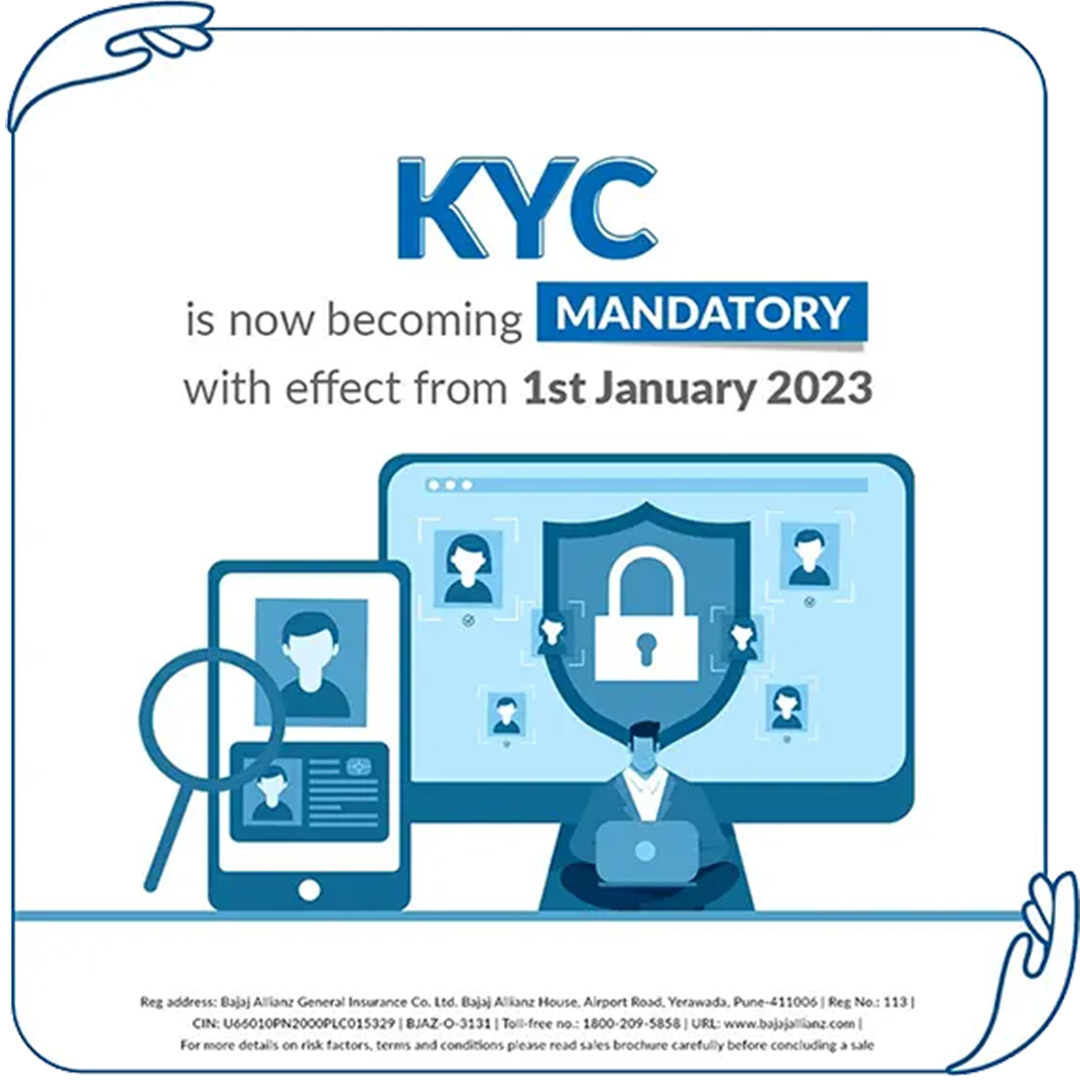 KYC
is now becoming MANDATORY
with effect from 1st January 2023
Reg address: Bajaj Allianz General Insurance Co. Ltd. Bajaj Allianz House, Airport Road, Yerawada, Pune-411006 | Reg No.: 113 |
CIN: U66010PN2000PLC015329 | BJAZ-O-3131 | Toll-free no.: 1800-209-5858 | URL: www.bajajallianz.com |
For more details on risk factors, terms and conditions please read sales brochure carefully before concluding a sale